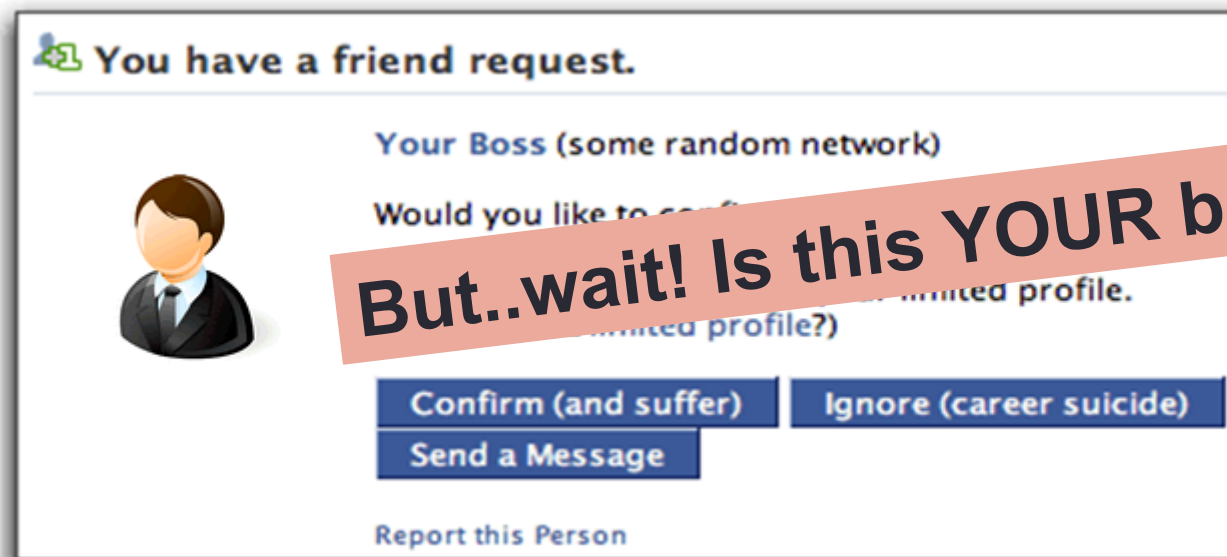 You have a friend request.
Your Boss (some random network)
Would you like to
But..wait! Is this YOUR b
limited profile.
limited profile?)
Confirm (and suffer)
Ignore (career suicide)
Send a Message
Report this Person